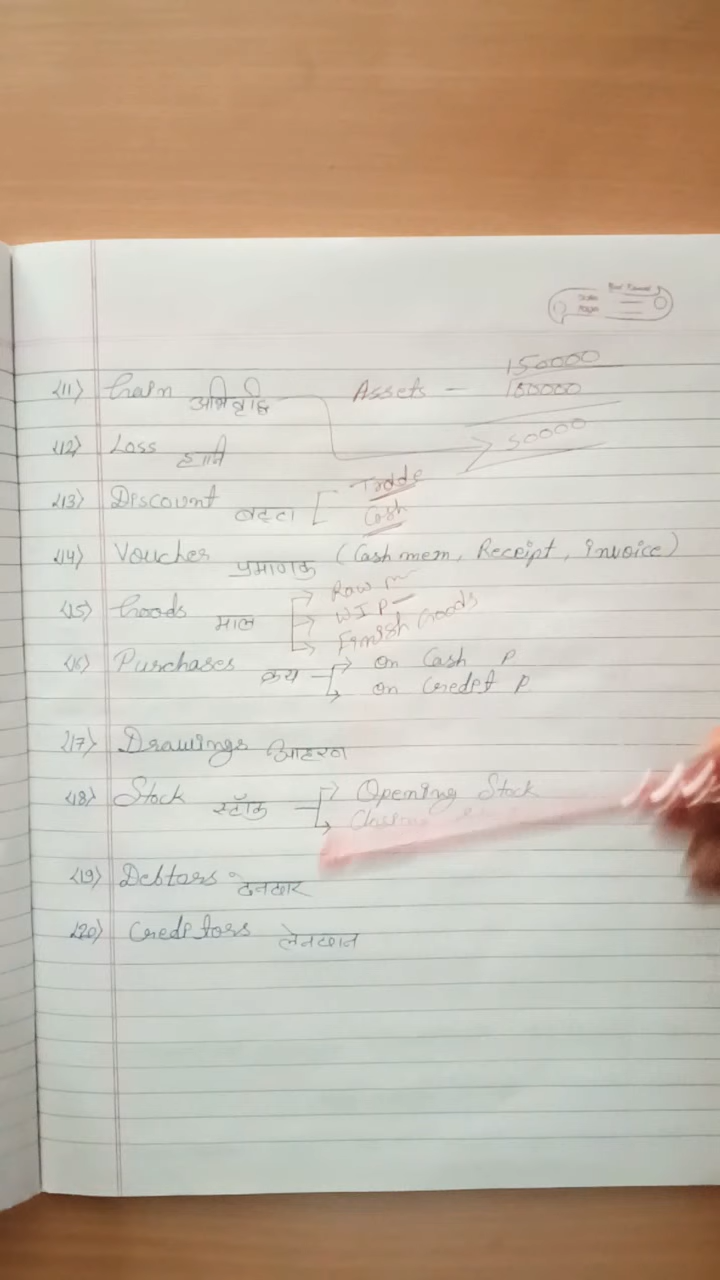 150000
<11> Gain अभिवृद्धि Assets - 100000
50000
<12> Loss हानि
<13> Discount बट्टा Trade
Cash
<14> Voucher प्रमाणक (Cash mem, Receipt, Invoice)
<15> Goods माल Raw m
WIP
Finish Goods
<16> Purchases क्रय on Cash P
on Credit P
<17> Drawings आहरण
<18> Stock स्टॉक Opening Stock
<19> Debtors देनदार
<20> Creditors लेनदान